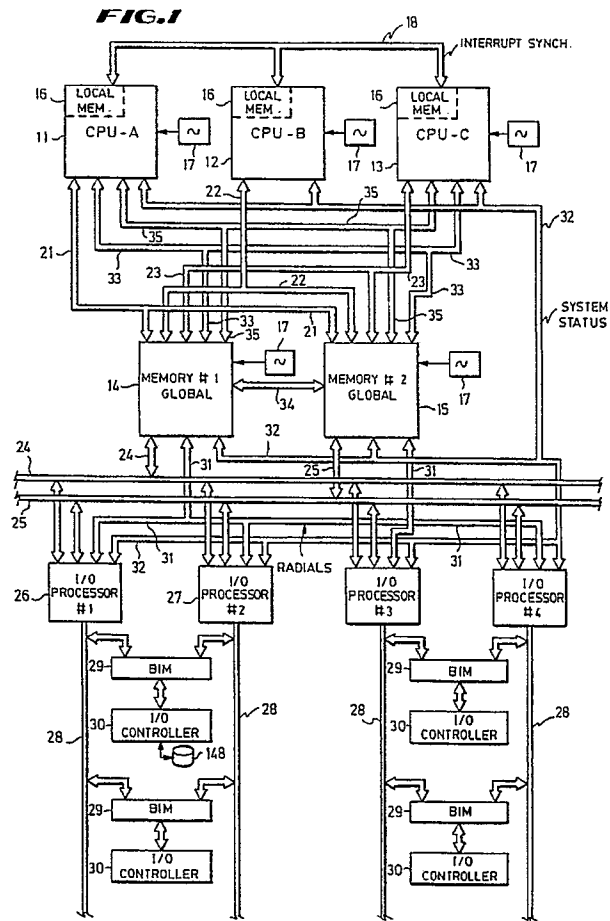 FIG.1
18
INTERRUPT SYNCH.
16
LOCAL
MEM.
CPU-A
11
~
17
16
LOCAL
MEM.
CPU-B
12
~
17
16
LOCAL
MEM.
CPU-C
13
~
17
22
35
32
21
35
33
23
22
33
23
33
SYSTEM
STATUS
33
35
21
35
17
~
17
~
14
MEMORY # 1
GLOBAL
34
MEMORY # 2
GLOBAL
15
24
31
32
25
31
24
25
31
32
RADIALS
31
26
I/O
PROCESSOR
#1
27
I/O
PROCESSOR
#2
I/O
PROCESSOR
#3
I/O
PROCESSOR
#4
29
BIM
29
BIM
30
I/O
CONTROLLER
30
I/O
CONTROLLER
28
28
28
28
148
29
BIM
29
BIM
30
I/O
CONTROLLER
30
I/O
CONTROLLER